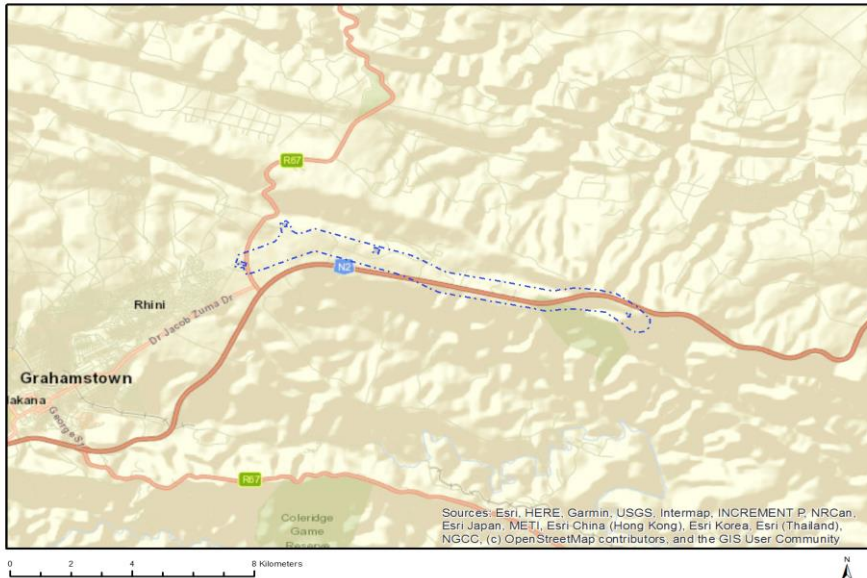 R67
N2
Rhini
Dr Jacob Zuma Dr
Grahamstown
Makana
George St
R67
Coleridge
Game
Reserve
Sources: Esri, HERE, Garmin, USGS, Intermap, INCREMENT P, NRCan,
Esri Japan, METI, Esri China (Hong Kong), Esri Korea, Esri (Thailand),
NGCC, (c) OpenStreetMap contributors, and the GIS User Community
0 2 4 8 Kilometers
N